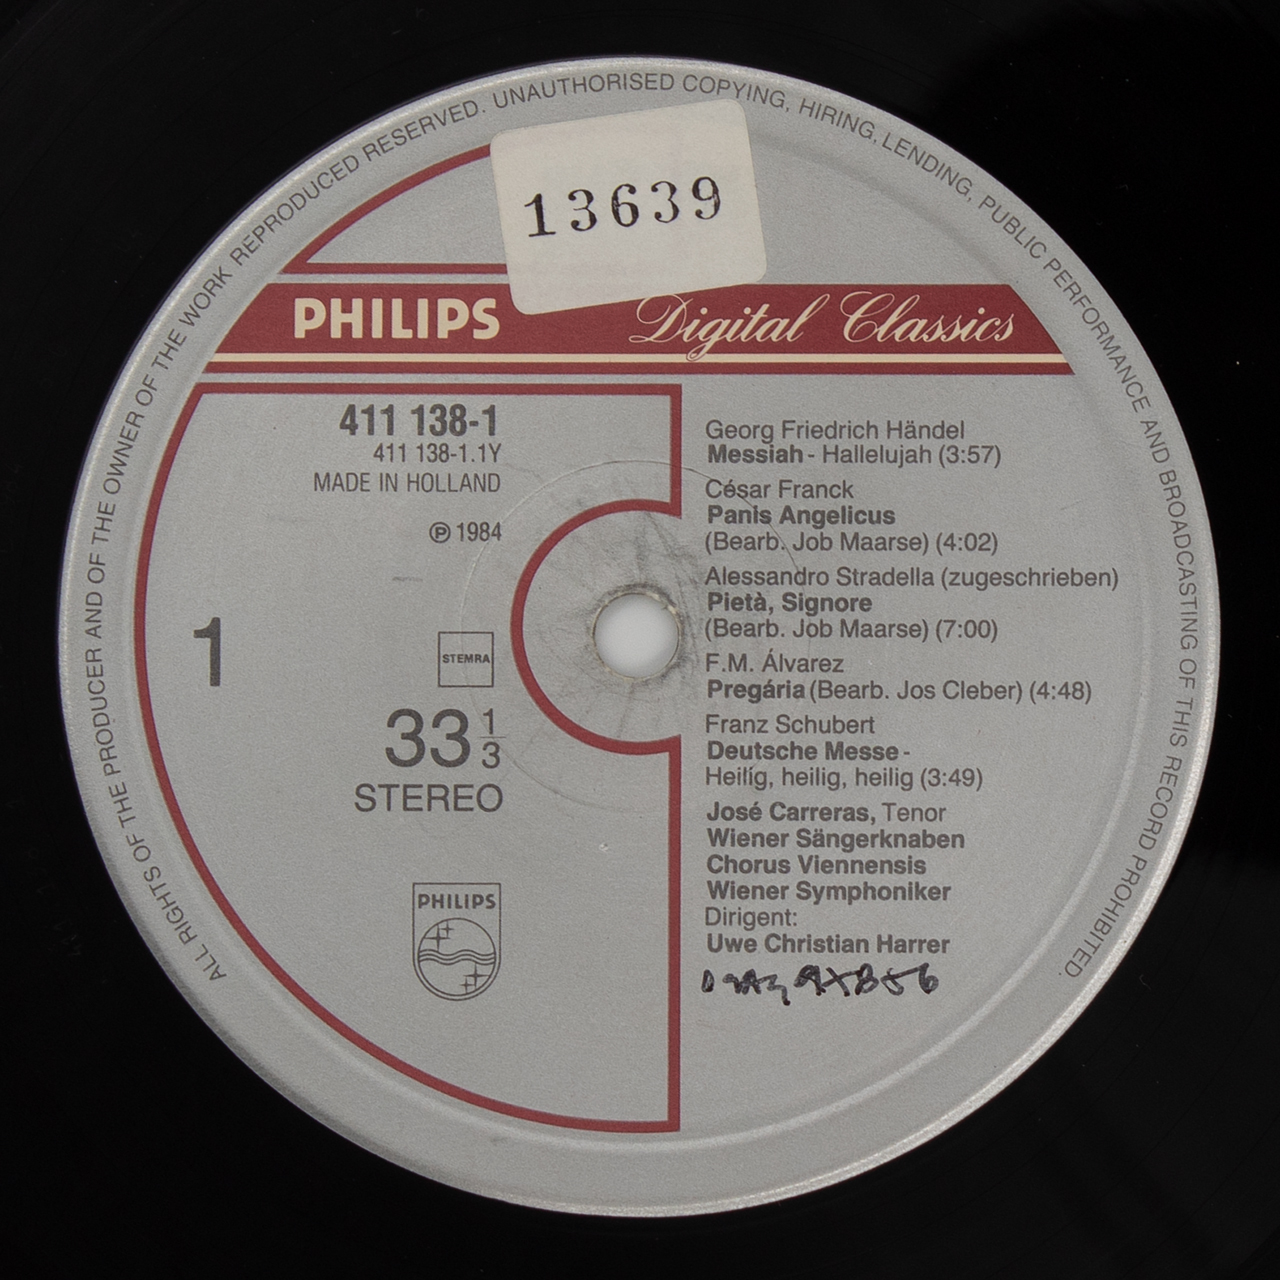 ALL RIGHTS OF THE PRODUCER AND OF THE OWNER OF THE WORK REPRODUCED RESERVED. UNAUTHORISED COPYING, HIRING, LENDING, PUBLIC PERFORMANCE AND BROADCASTING OF THIS RECORD PROHIBITED.
13639
PHILIPS Digital Classics
411 138-1
411 138-1.1Y
MADE IN HOLLAND
℗ 1984
1
STEMRA
33 1/3
STEREO
PHILIPS
Georg Friedrich Händel
Messiah - Hallelujah (3:57)
César Franck
Panis Angelicus
(Bearb. Job Maarse) (4:02)
Alessandro Stradella (zugeschrieben)
Pietà, Signore
(Bearb. Job Maarse) (7:00)
F.M. Álvarez
Pregária (Bearb. Jos Cleber) (4:48)
Franz Schubert
Deutsche Messe -
Heilig, heilig, heilig (3:49)
José Carreras, Tenor
Wiener Sängerknaben
Chorus Viennensis
Wiener Symphoniker
Dirigent:
Uwe Christian Harrer